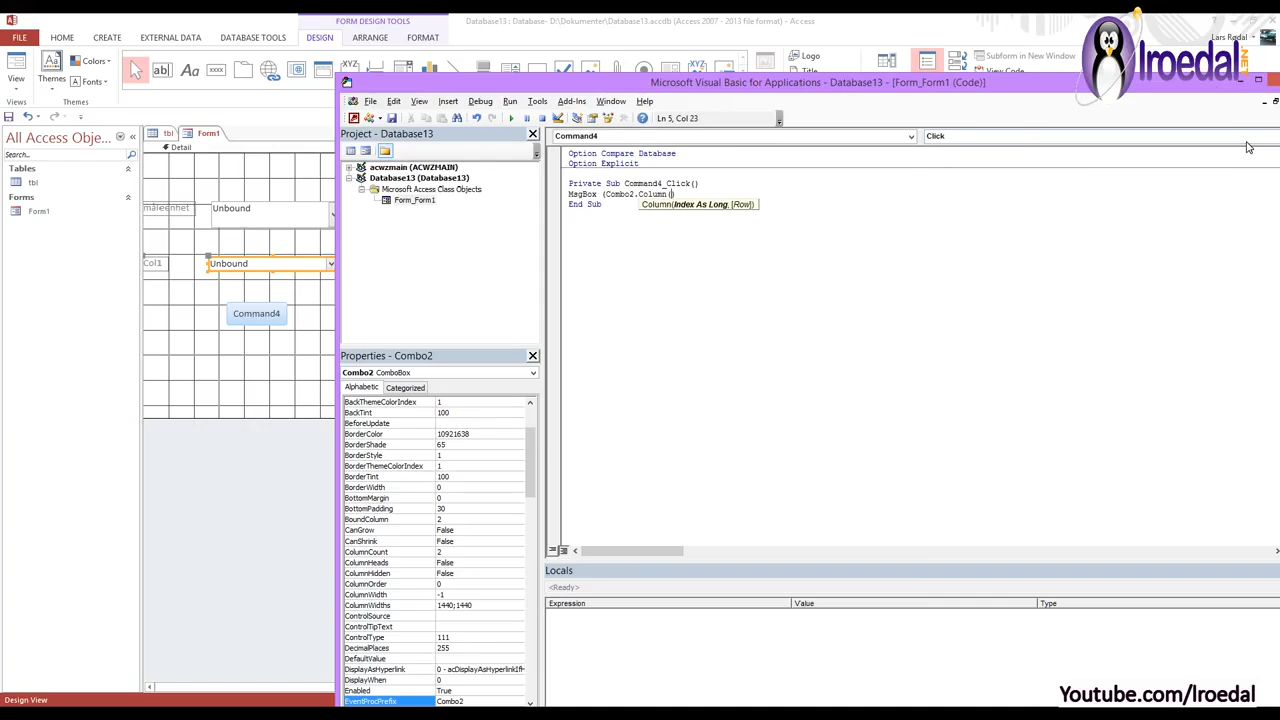 FORM DESIGN TOOLS
Database13 : Database- D:\Dokumenter\Database13.accdb (Access 2007 - 2013 file format) - Access
FILE
HOME
CREATE
EXTERNAL DATA
DATABASE TOOLS
DESIGN
ARRANGE
FORMAT
Lars Rødal
lroedal
View
Themes
Colors
Fonts
Aa
XYZ
Logo
Title
Subform in New Window
View Code
Views
Themes
Microsoft Visual Basic for Applications - Database13 - [Form_Form1 (Code)]
File Edit View Insert Debug Run Tools Add-Ins Window Help
Ln 5, Col 23
All Access Obje...
Search...
Tables
tbl
Forms
Form1
tbl
Form1
Detail
måleenhet
Unbound
Col1
Unbound
Command4
Project - Database13
acwzmain (ACWZMAIN)
Database13 (Database13)
Microsoft Access Class Objects
Form_Form1
Command4
Click
Option Compare Database
Option Explicit
Private Sub Command4_Click()
MsgBox (Combo2.Column()
End Sub
Column(Index As Long, [Row])
Properties - Combo2
Combo2 ComboBox
Alphabetic Categorized
BackThemeColorIndex 1
BackTint 100
BeforeUpdate
BorderColor 10921638
BorderShade 65
BorderStyle 1
BorderThemeColorIndex 1
BorderTint 100
BorderWidth 0
BottomMargin 0
BottomPadding 30
BoundColumn 2
CanGrow False
CanShrink False
ColumnCount 2
ColumnHeads False
ColumnHidden False
ColumnOrder 0
ColumnWidth -1
ColumnWidths 1440;1440
ControlSource
ControlTipText
ControlType 111
DecimalPlaces 255
DefaultValue
DisplayAsHyperlink 0 - acDisplayAsHyperlinkIfH
DisplayWhen 0
Enabled True
EventProcPrefix Combo2
Locals
<Ready>
Expression Value Type
Design View
Youtube.com/lroedal